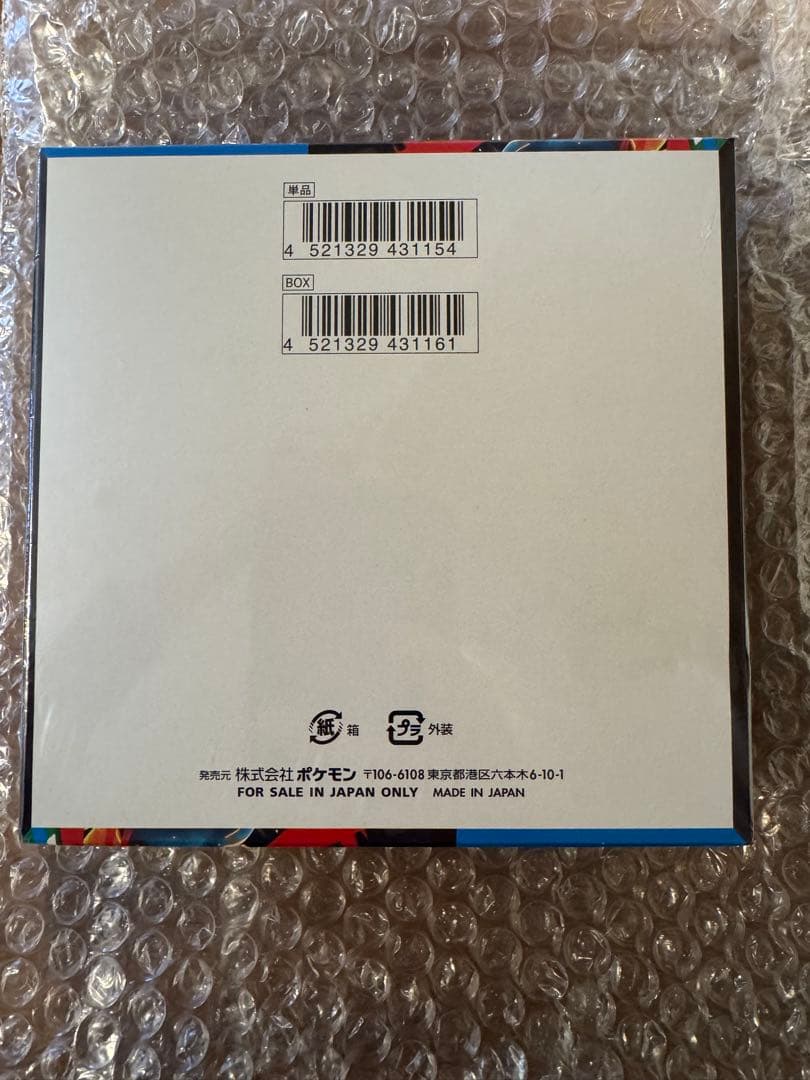 単品
4 521329 431154
BOX
4 521329 431161
紙 箱 プラ 外装
発売元 株式会社 ポケモン 〒106-6108 東京都港区六本木6-10-1
FOR SALE IN JAPAN ONLY MADE IN JAPAN